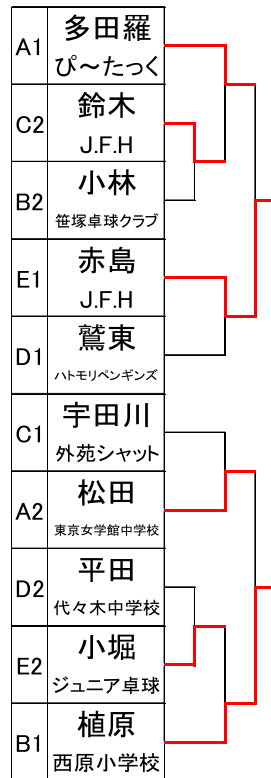 A1
多田羅
ぴ～たっく
C2
鈴木
J.F.H
B2
小林
笹塚卓球クラブ
E1
赤島
J.F.H
D1
鷲東
ハトモリペンギンズ
C1
宇田川
外苑シャット
A2
松田
東京女学館中学校
D2
平田
代々木中学校
E2
小堀
ジュニア卓球
B1
植原
西原小学校